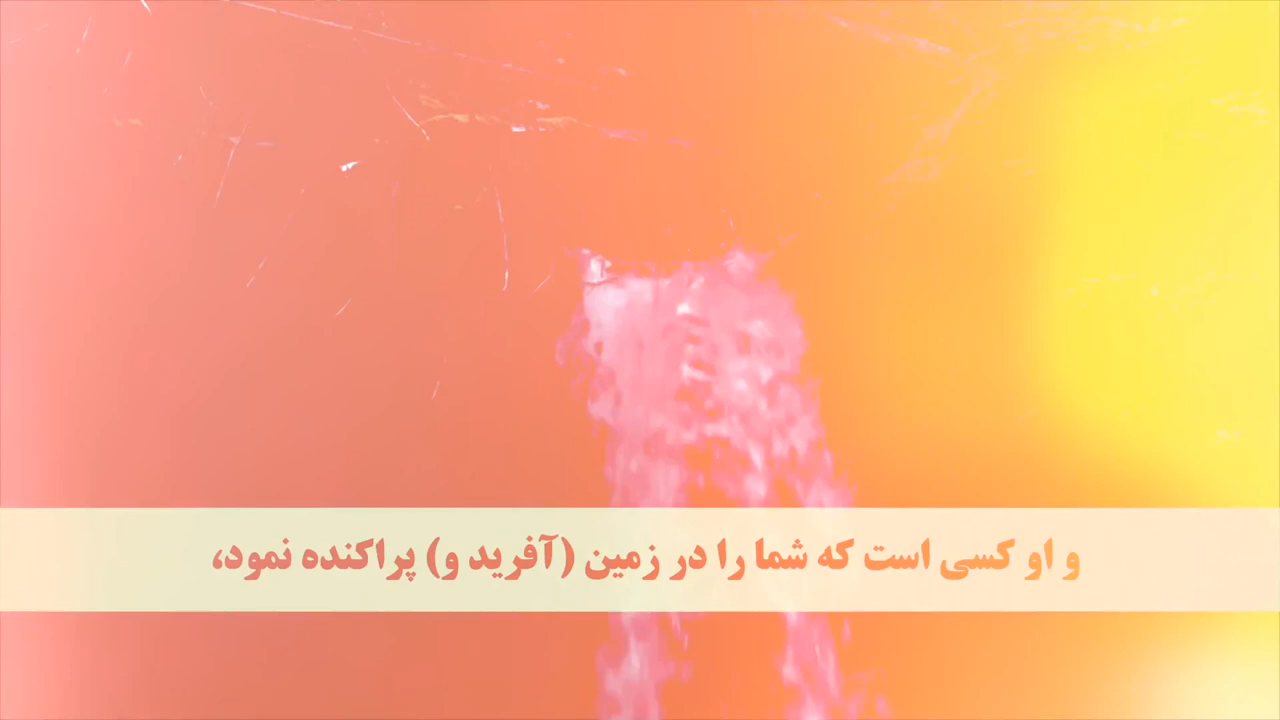 و او کسی است که شما را در زمین (آفرید و) پراکنده نمود،